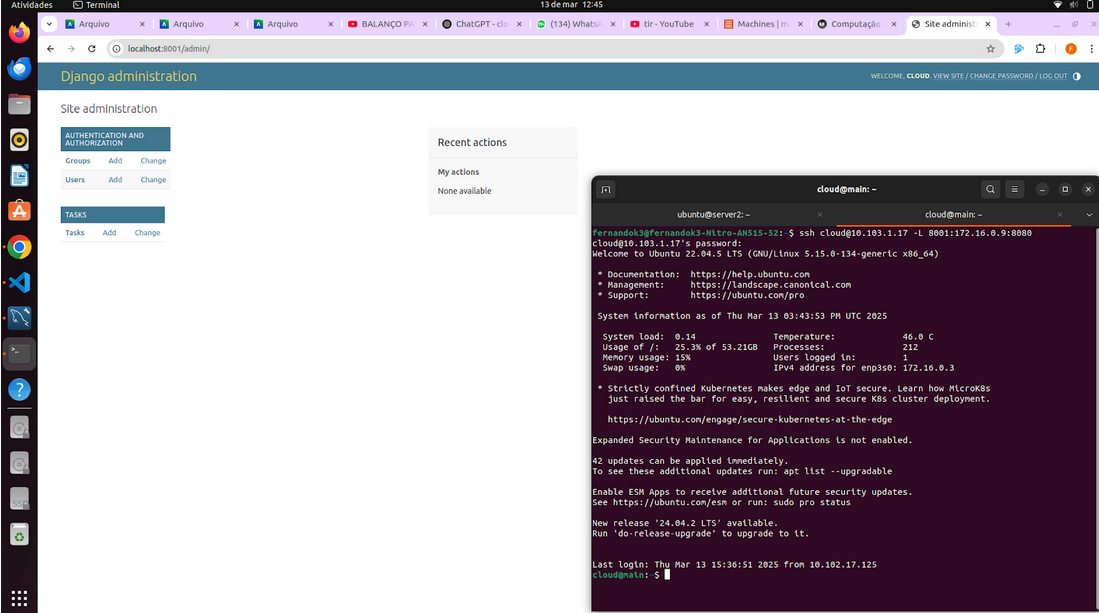 Atividades
Terminal
13 de mar 12:45
Arquivo
Arquivo
Arquivo
BALANÇO PA
ChatGPT - clo
(134) WhatsA
tir - YouTube
Machines | m
Computação
Site administ
localhost:8001/admin/
Django administration
WELCOME, CLOUD. VIEW SITE / CHANGE PASSWORD / LOG OUT
Site administration
AUTHENTICATION AND
AUTHORIZATION
Groups Add Change
Users Add Change
TASKS
Tasks Add Change
Recent actions
My actions
None available
cloud@main: ~
ubuntu@server2: ~
cloud@main: ~
fernandok3@fernandok3-Nitro-AN515-52:~$ ssh cloud@10.103.1.17 -L 8001:172.16.0.9:8080
cloud@10.103.1.17's password:
Welcome to Ubuntu 22.04.5 LTS (GNU/Linux 5.15.0-134-generic x86_64)
* Documentation: https://help.ubuntu.com
* Management: https://landscape.canonical.com
* Support: https://ubuntu.com/pro
System information as of Thu Mar 13 03:43:53 PM UTC 2025
System load: 0.14 Temperature: 46.0 C
Usage of /: 25.3% of 53.21GB Processes: 212
Memory usage: 15% Users logged in: 1
Swap usage: 0% IPv4 address for enp3s0: 172.16.0.3
* Strictly confined Kubernetes makes edge and IoT secure. Learn how MicroK8s
just raised the bar for easy, resilient and secure K8s cluster deployment.
https://ubuntu.com/engage/secure-kubernetes-at-the-edge
Expanded Security Maintenance for Applications is not enabled.
42 updates can be applied immediately.
To see these additional updates run: apt list --upgradable
Enable ESM Apps to receive additional future security updates.
See https://ubuntu.com/esm or run: sudo pro status
New release '24.04.2 LTS' available.
Run 'do-release-upgrade' to upgrade to it.
Last login: Thu Mar 13 15:36:51 2025 from 10.102.17.125
cloud@main:~$